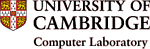 UNIVERSITY OF
CAMBRIDGE
Computer Laboratory